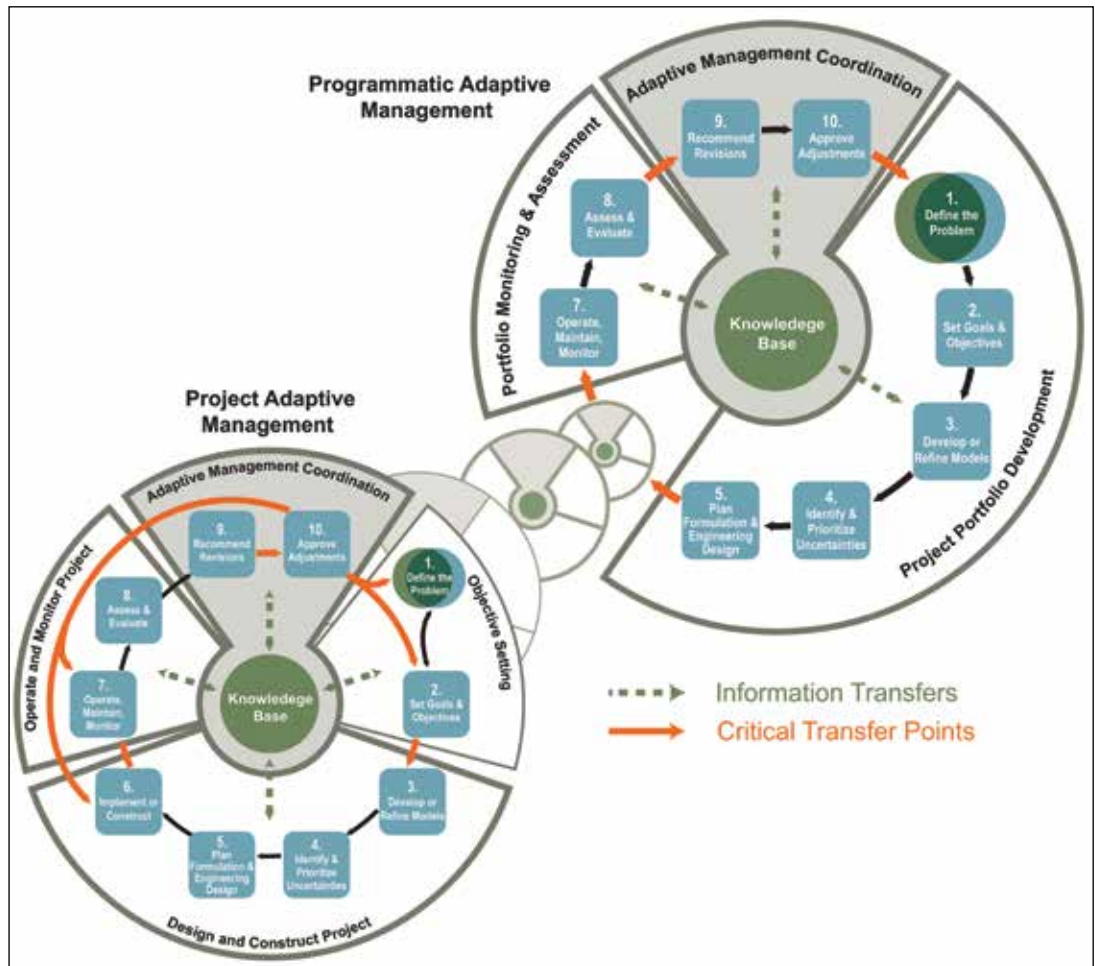 Programmatic Adaptive
Management
Adaptive Management Coordination
9.
Recommend
Revisions
10.
Approve
Adjustments
Portfolio Monitoring & Assessment
8.
Assess &
Evaluate
7.
Operate,
Maintain,
Monitor
Knowledege
Base
Project Portfolio Development
1.
Define the
Problem
2.
Set Goals &
Objectives
3.
Develop or
Refine Models
4.
Identify &
Prioritize
Uncertainties
5.
Plan
Formulation &
Engineering
Design
Project Adaptive
Management
Adaptive Management Coordination
9.
Recommend
Revisions
10.
Approve
Adjustments
Operate and Monitor Project
8.
Assess &
Evaluate
7.
Operate,
Maintain,
Monitor
Knowledege
Base
Objective Setting
1.
Define the
Problem
2.
Set Goals &
Objectives
3.
Develop or
Refine Models
4.
Identify &
Prioritize
Uncertainties
5.
Plan
Formulation &
Engineering
Design
6.
Implement or
Construct
Design and Construct Project
Information Transfers
Critical Transfer Points